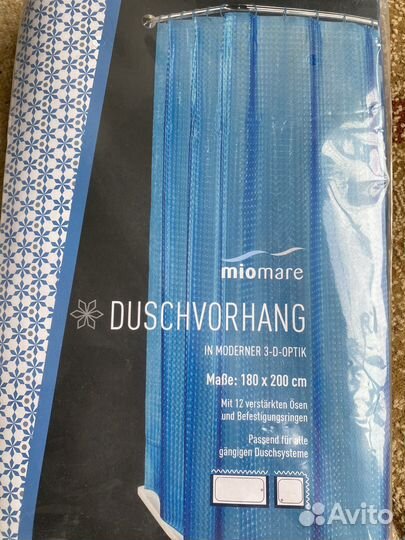 miomare
DUSCHVORHANG
IN MODERNER 3-D-OPTIK
Maße: 180 x 200 cm
Mit 12 verstärkten Ösen
und Befestigungsringen
Passend für alle
gängigen Duschsysteme
Avito